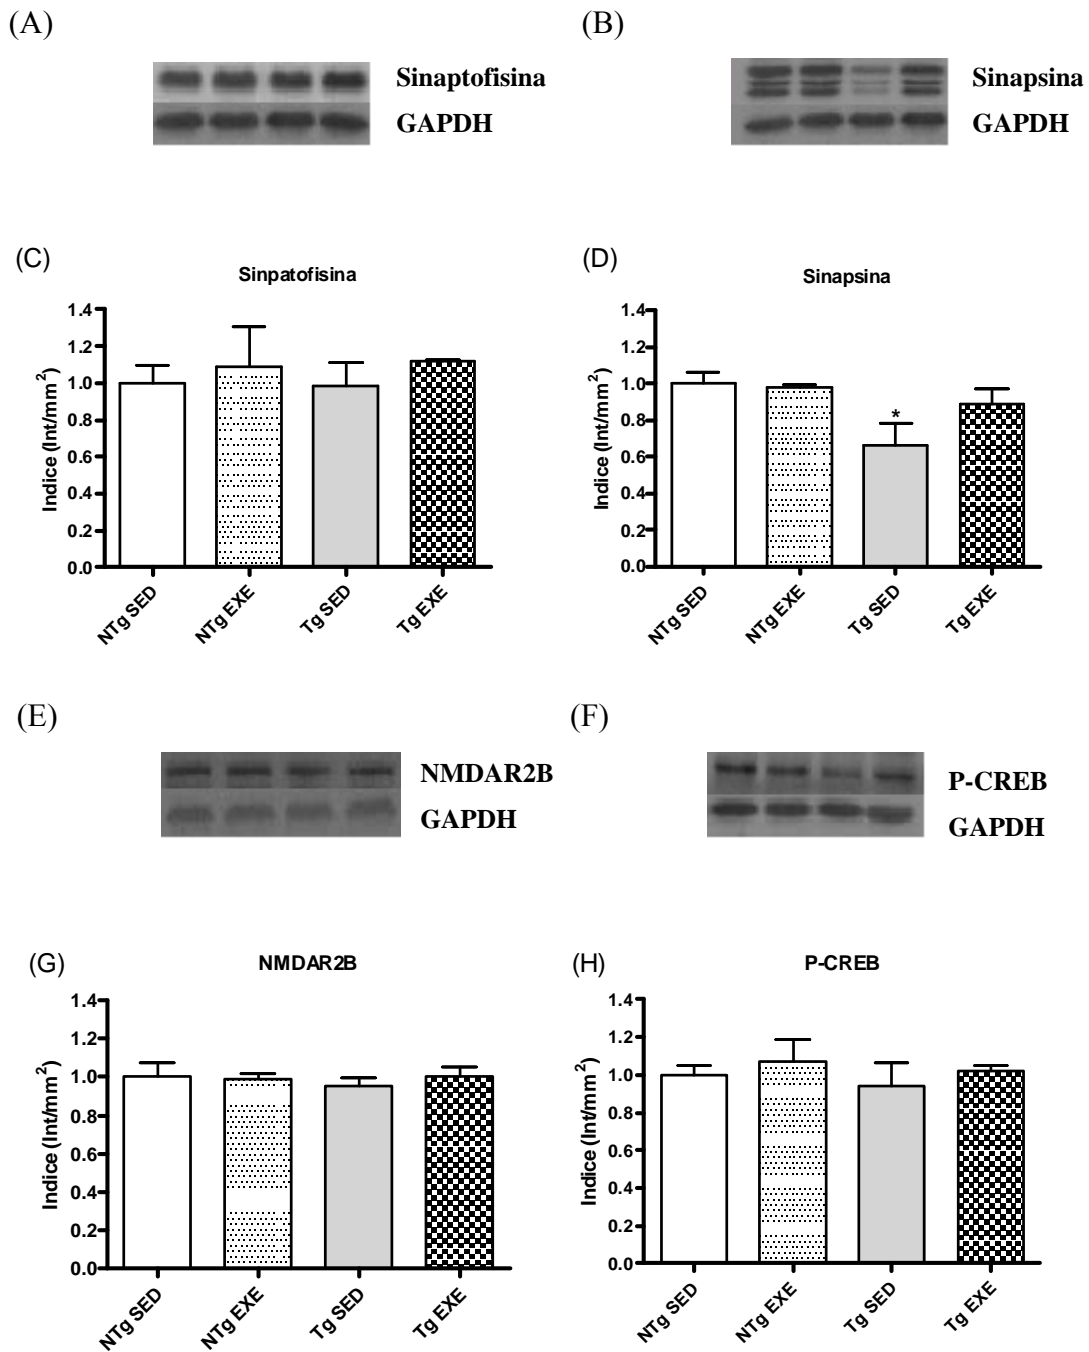 (A)
Sinaptofisina
GAPDH
(B)
Sinapsina
GAPDH
(C)
Sinpatofisina
Indice (Int/mm²)
1.4
1.2
1.0
0.8
0.6
0.4
0.2
0.0
NTg SED
NTg EXE
Tg SED
Tg EXE
(D)
Sinapsina
Indice (Int/mm²)
1.4
1.2
1.0
0.8
0.6
0.4
0.2
0.0
*
NTg SED
NTg EXE
Tg SED
Tg EXE
(E)
NMDAR2B
GAPDH
(F)
P-CREB
GAPDH
(G)
NMDAR2B
Indice (Int/mm²)
1.4
1.2
1.0
0.8
0.6
0.4
0.2
0.0
NTg SED
NTg EXE
Tg SED
Tg EXE
(H)
P-CREB
Indice (Int/mm²)
1.4
1.2
1.0
0.8
0.6
0.4
0.2
0.0
NTg SED
NTg EXE
Tg SED
Tg EXE